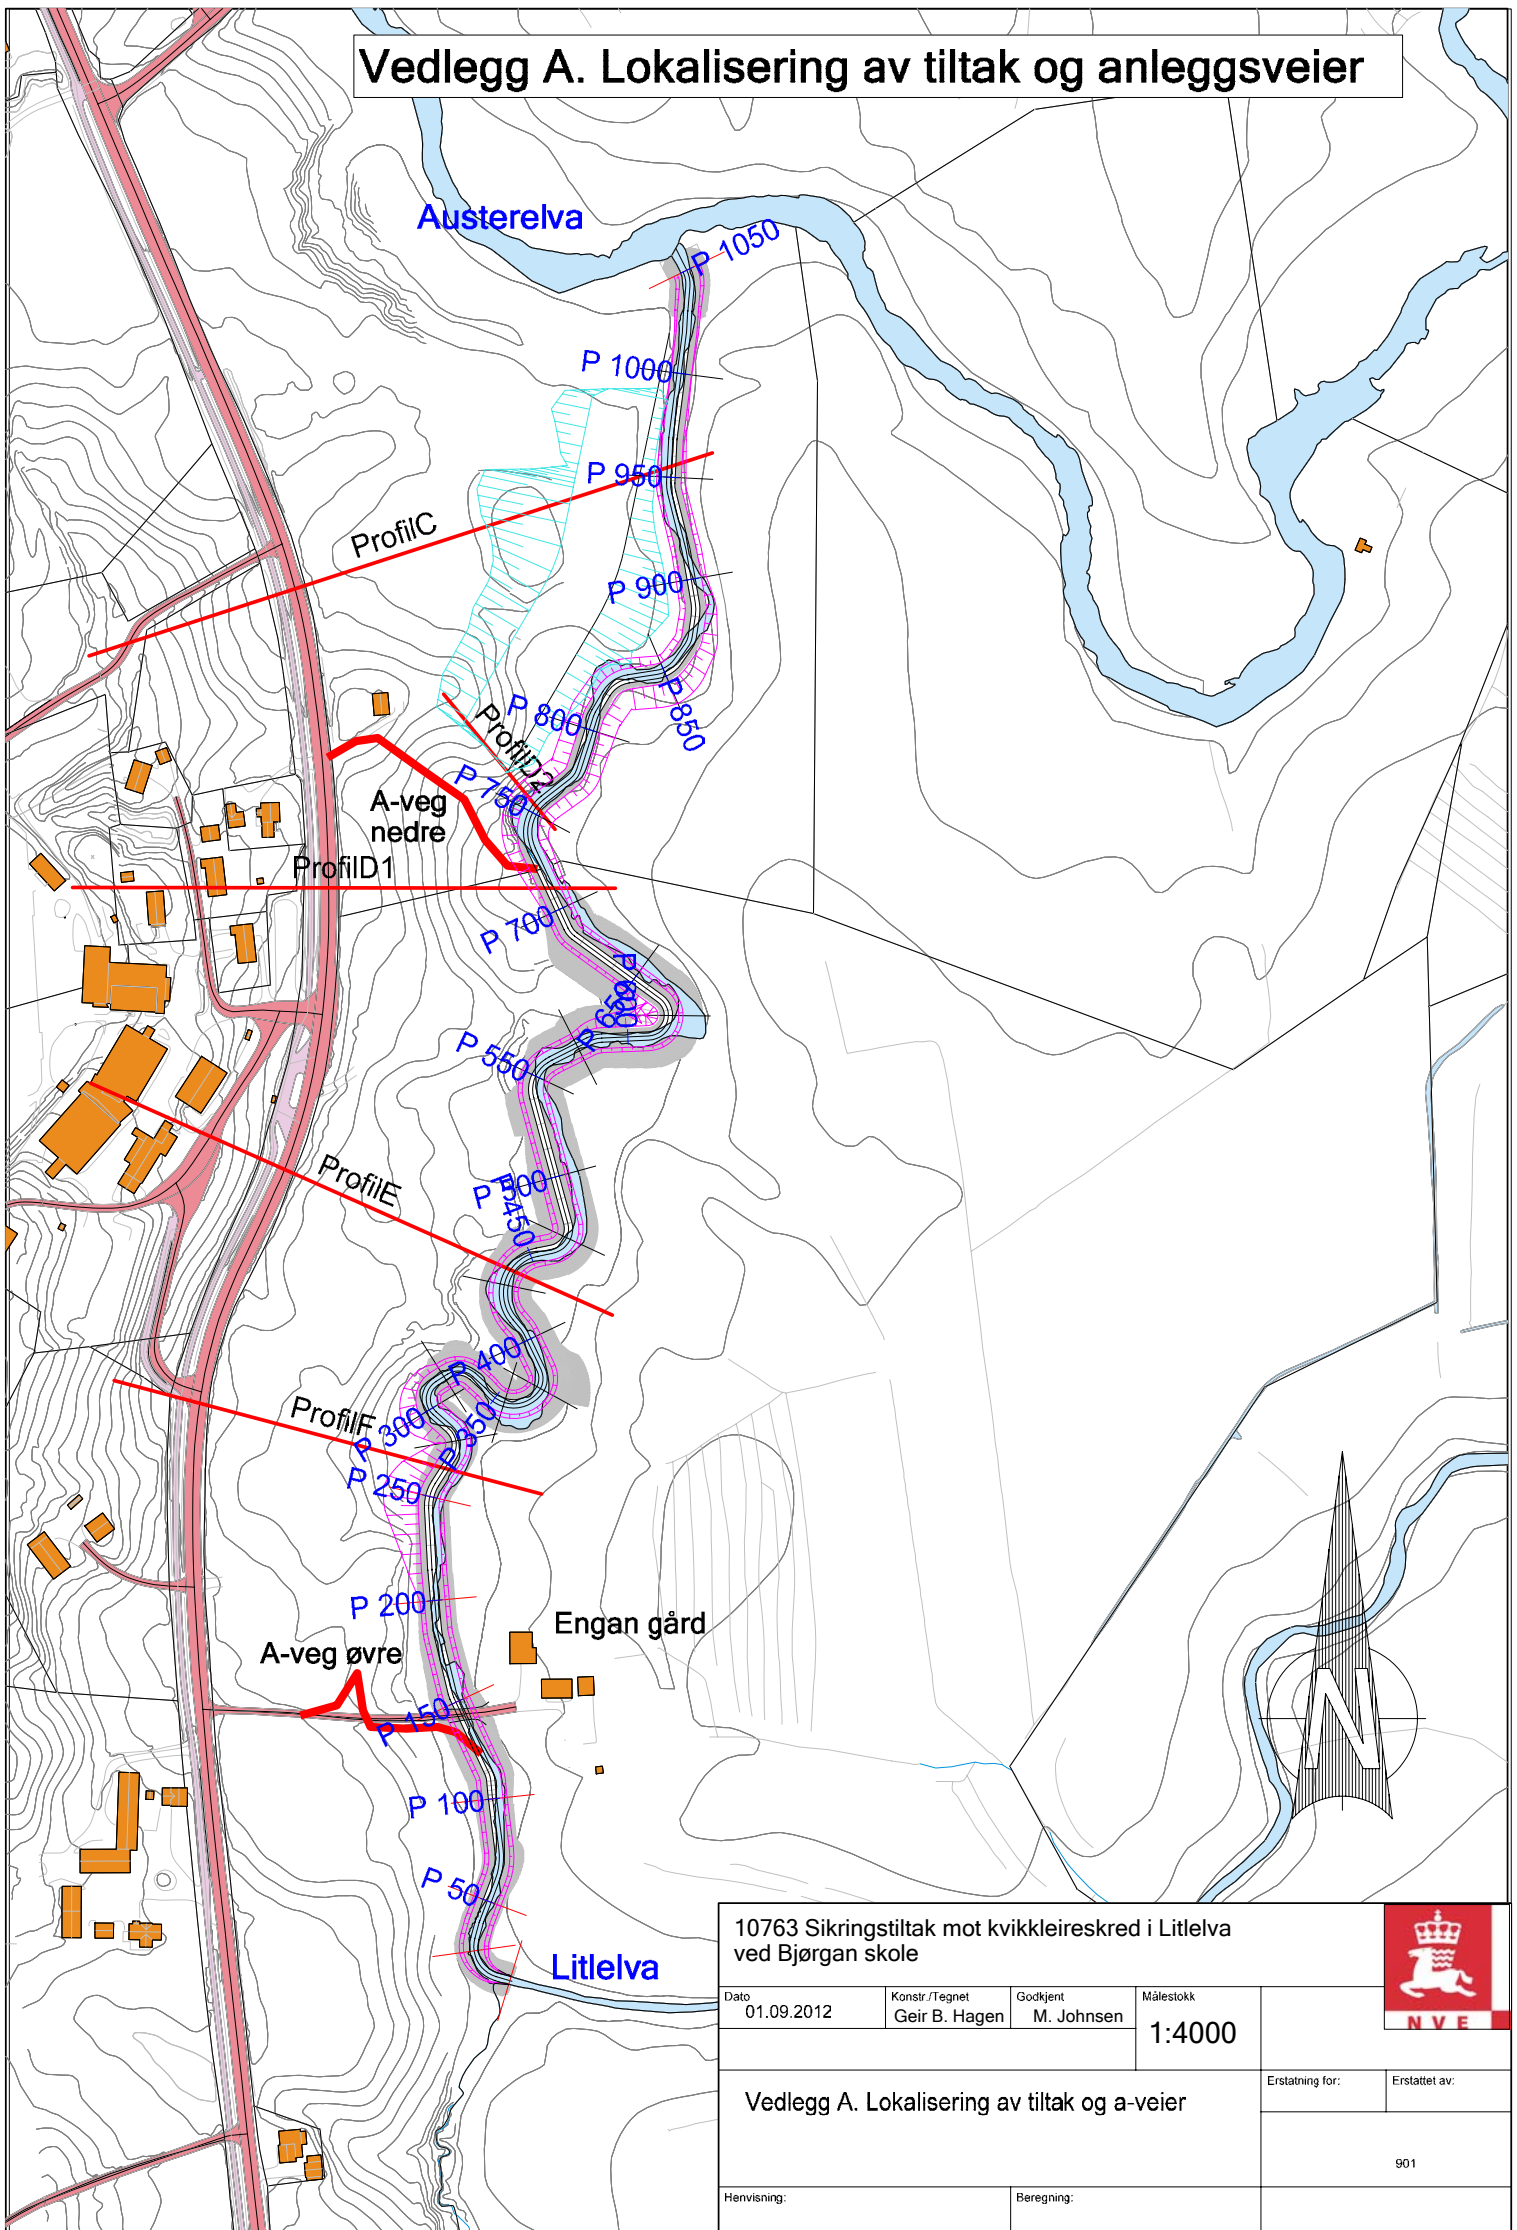 Vedlegg A. Lokalisering av tiltak og anleggsveier
Austerelva
P 1050
P 1000
P 950
ProfilC
P 900
P 850
P 800
ProfilD2
P 750
A-veg
nedre
ProfilD1
P 700
P 650
P 600
P 550
P 500
P 450
ProfilE
P 400
P 350
ProfilF
P 300
P 250
P 200
Engan gård
A-veg øvre
P 150
P 100
P 50
Litlelva
N
10763 Sikringstiltak mot kvikkleireskred i Litlelva
ved Bjørgan skole
NVE
Dato
01.09.2012
Konstr./Tegnet
Geir B. Hagen
Godkjent
M. Johnsen
Målestokk
1:4000
Vedlegg A. Lokalisering av tiltak og a-veier
Erstatning for:
Erstattet av:
901
Henvisning:
Beregning: